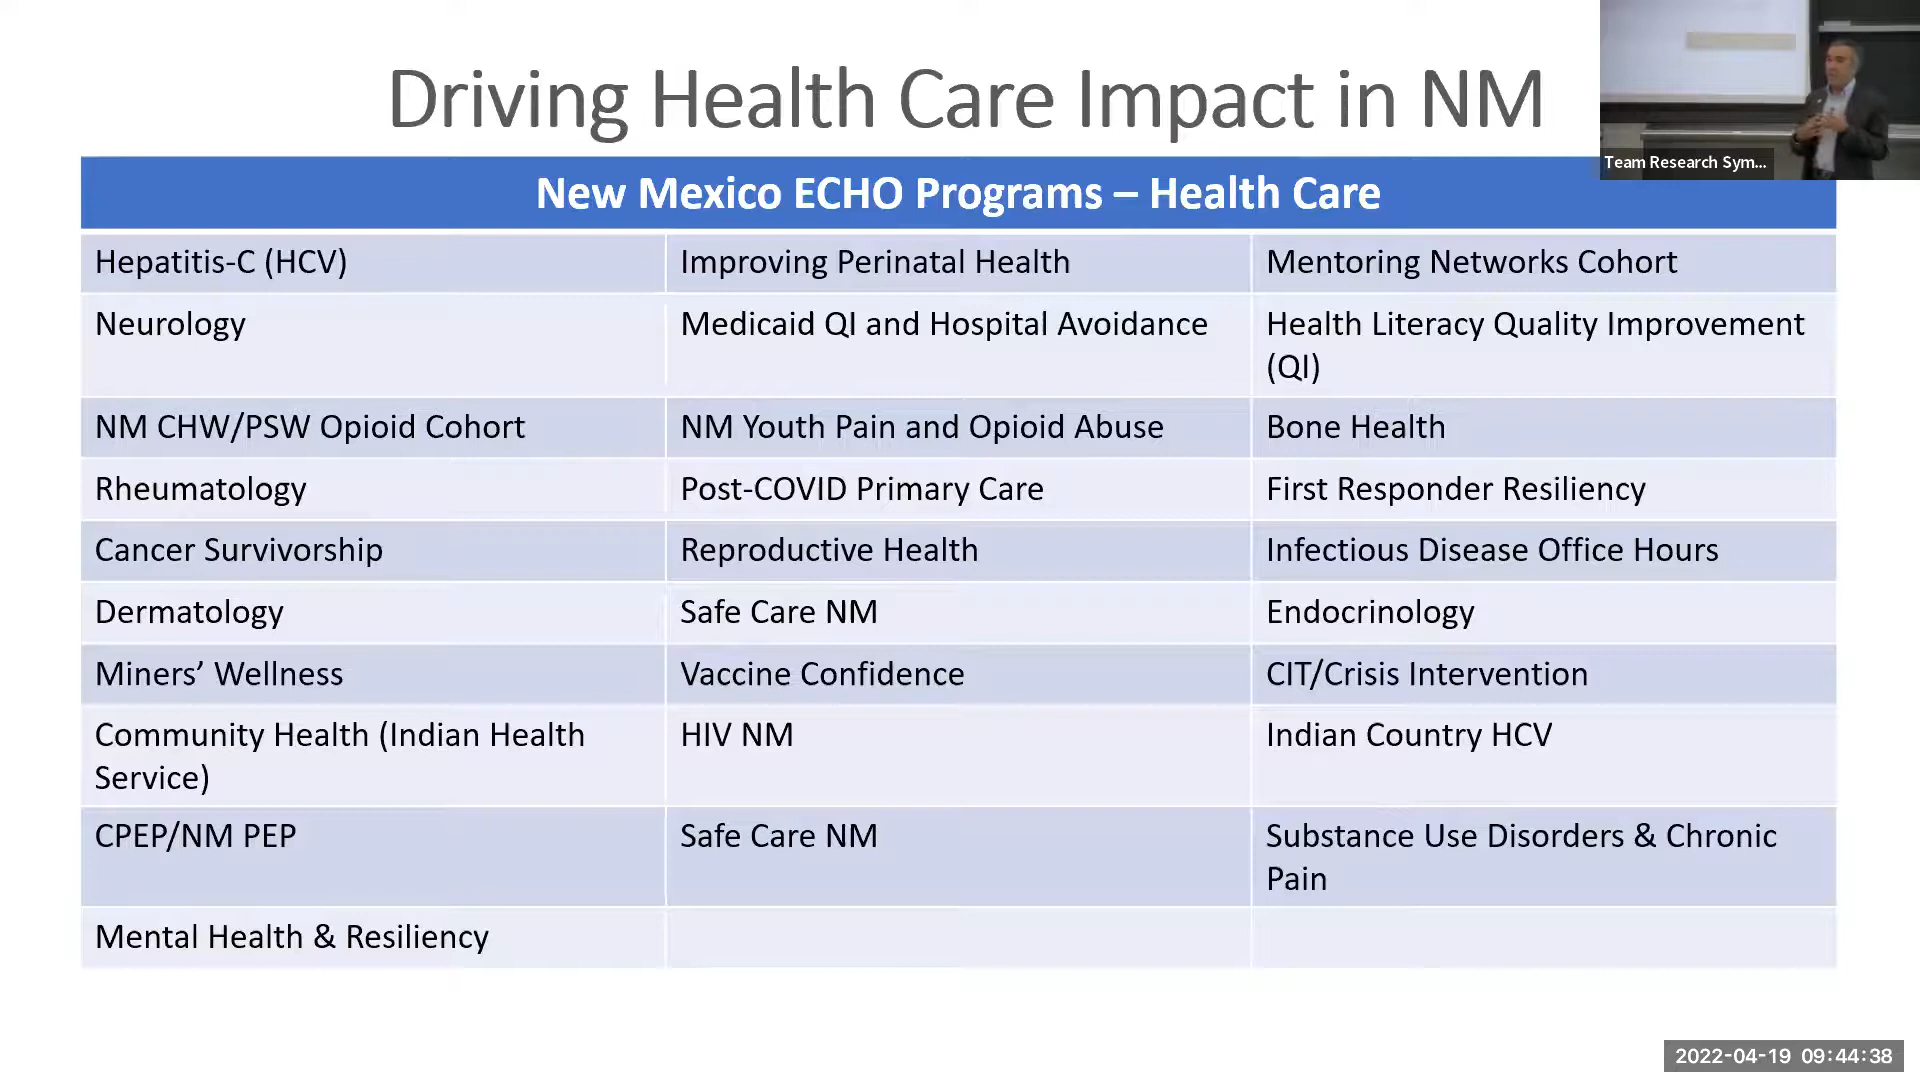 Driving Health Care Impact in NM
Team Research Sym...
New Mexico ECHO Programs – Health Care
Hepatitis-C (HCV)
Improving Perinatal Health
Mentoring Networks Cohort
Neurology
Medicaid QI and Hospital Avoidance
Health Literacy Quality Improvement
(QI)
NM CHW/PSW Opioid Cohort
NM Youth Pain and Opioid Abuse
Bone Health
Rheumatology
Post-COVID Primary Care
First Responder Resiliency
Cancer Survivorship
Reproductive Health
Infectious Disease Office Hours
Dermatology
Safe Care NM
Endocrinology
Miners’ Wellness
Vaccine Confidence
CIT/Crisis Intervention
Community Health (Indian Health
Service)
HIV NM
Indian Country HCV
CPEP/NM PEP
Safe Care NM
Substance Use Disorders & Chronic
Pain
Mental Health & Resiliency
2022-04-19 09:44:38